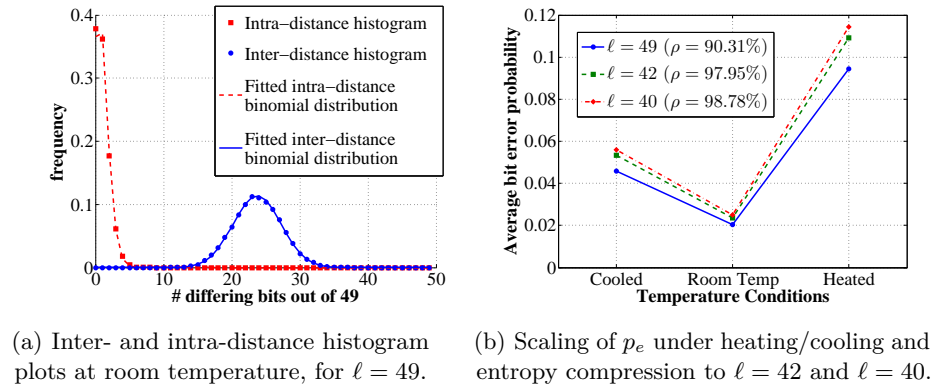 frequency
0.4
0.3
0.2
0.1
0
0
10
20
30
40
50
# differing bits out of 49
Intra−distance histogram
Inter−distance histogram
Fitted intra−distance
binomial distribution
Fitted inter−distance
binomial distribution
(a) Inter- and intra-distance histogram
plots at room temperature, for ℓ = 49.
Average bit error probability
0.12
0.1
0.08
0.06
0.04
0.02
0
Cooled
Room Temp
Heated
Temperature Conditions
ℓ = 49 (ρ = 90.31%)
ℓ = 42 (ρ = 97.95%)
ℓ = 40 (ρ = 98.78%)
(b) Scaling of pₑ under heating/cooling and
entropy compression to ℓ = 42 and ℓ = 40.